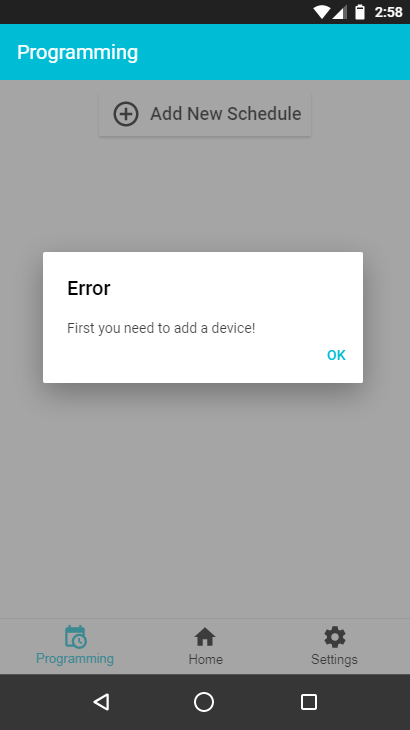 2:58
Programming
Add New Schedule
Error
First you need to add a device!
OK
Programming
Home
Settings